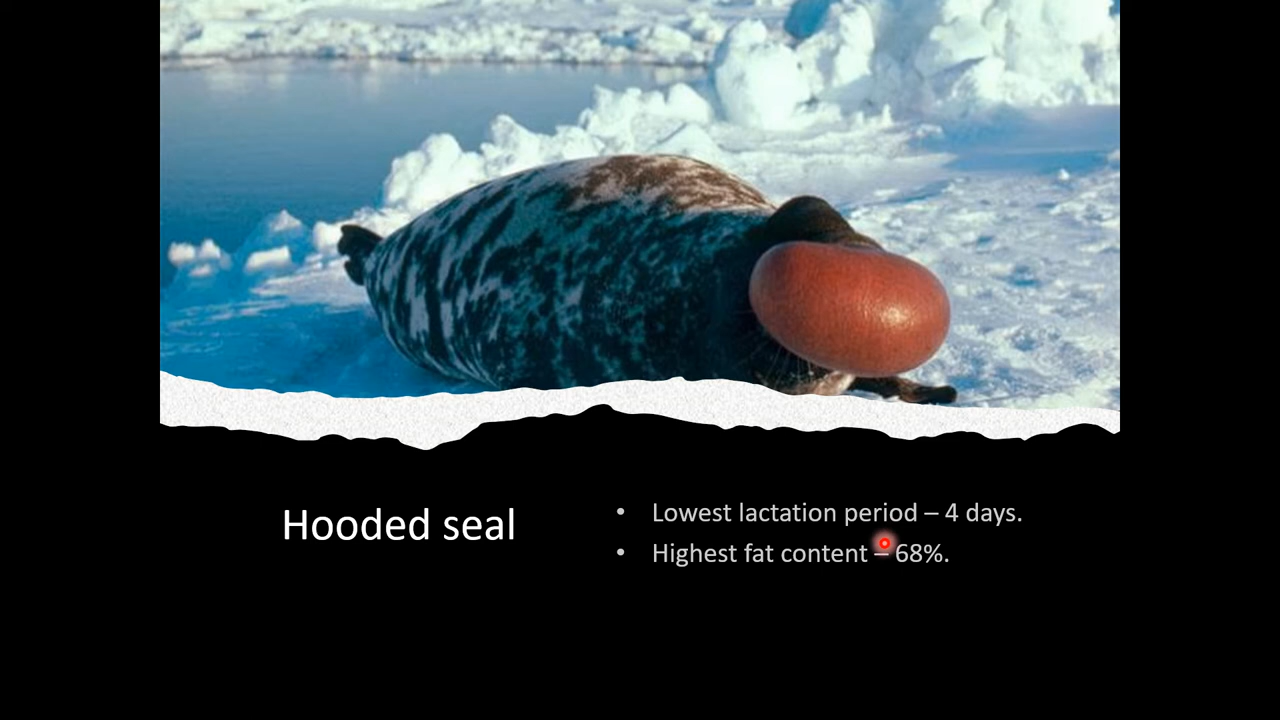 Hooded seal
• Lowest lactation period – 4 days.
• Highest fat content – 68%.